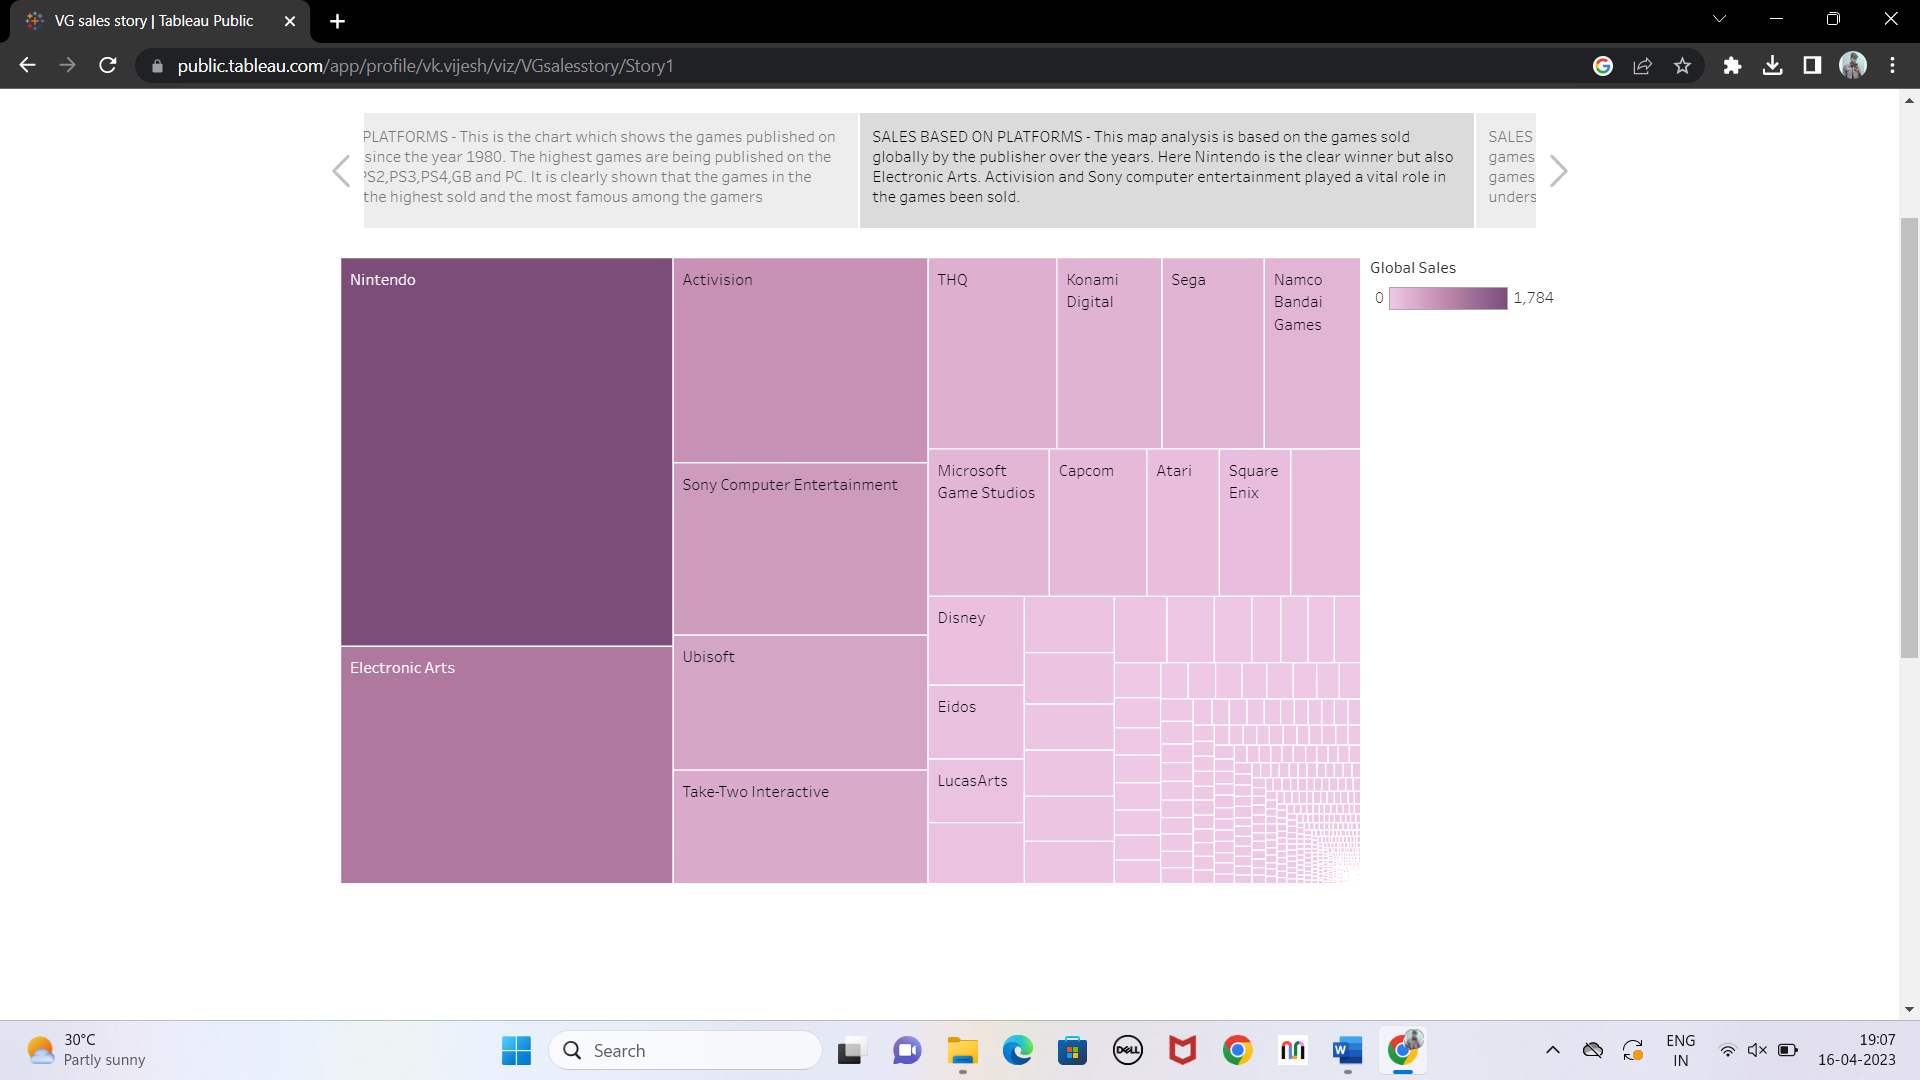 VG sales story | Tableau Public
public.tableau.com/app/profile/vk.vijesh/viz/VGsalesstory/Story1
PLATFORMS - This is the chart which shows the games published on
since the year 1980. The highest games are being published on the
PS2,PS3,PS4,GB and PC. It is clearly shown that the games in the
the highest sold and the most famous among the gamers
SALES BASED ON PLATFORMS - This map analysis is based on the games sold
globally by the publisher over the years. Here Nintendo is the clear winner but also
Electronic Arts. Activision and Sony computer entertainment played a vital role in
the games been sold.
SALES
games
games
unders
Nintendo
Electronic Arts
Activision
Sony Computer Entertainment
Ubisoft
Take-Two Interactive
THQ
Konami
Digital
Sega
Namco
Bandai
Games
Microsoft
Game Studios
Capcom
Atari
Square
Enix
Disney
Eidos
LucasArts
Global Sales
0
1,784
30°C
Partly sunny
Search
DELL
W
ENG
IN
19:07
16-04-2023